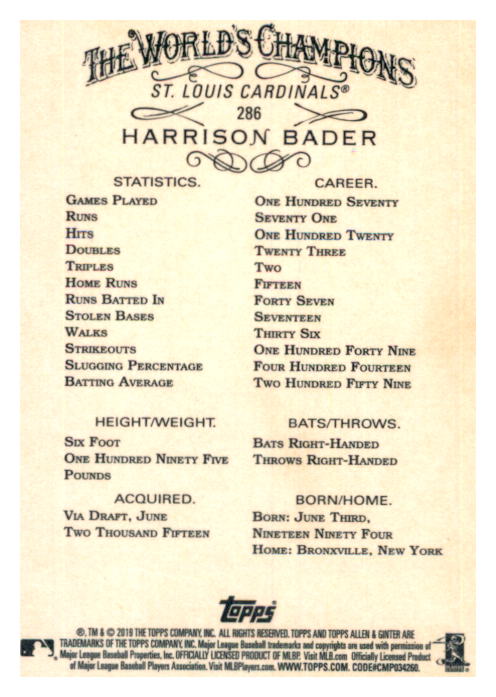 THE WORLD'S CHAMPIONS
ST. LOUIS CARDINALS®
286
HARRISON BADER
STATISTICS. CAREER.
GAMES PLAYED ONE HUNDRED SEVENTY
RUNS SEVENTY ONE
HITS ONE HUNDRED TWENTY
DOUBLES TWENTY THREE
TRIPLES TWO
HOME RUNS FIFTEEN
RUNS BATTED IN FORTY SEVEN
STOLEN BASES SEVENTEEN
WALKS THIRTY SIX
STRIKEOUTS ONE HUNDRED FORTY NINE
SLUGGING PERCENTAGE FOUR HUNDRED FOURTEEN
BATTING AVERAGE TWO HUNDRED FIFTY NINE
HEIGHT/WEIGHT.
SIX FOOT
ONE HUNDRED NINETY FIVE
POUNDS
BATS/THROWS.
BATS RIGHT-HANDED
THROWS RIGHT-HANDED
ACQUIRED.
VIA DRAFT, JUNE
TWO THOUSAND FIFTEEN
BORN/HOME.
BORN: JUNE THIRD,
NINETEEN NINETY FOUR
HOME: BRONXVILLE, NEW YORK
Topps
®, TM & © 2019 THE TOPPS COMPANY, INC. ALL RIGHTS RESERVED. TOPPS AND TOPPS ALLEN & GINTER ARE
TRADEMARKS OF THE TOPPS COMPANY, INC. Major League Baseball trademarks and copyrights are used with permission of
Major League Baseball Properties, Inc. OFFICIALLY LICENSED PRODUCT OF MLBP. Visit MLB.com Officially Licensed Product
of Major League Baseball Players Association. Visit MLBPlayers.com. WWW.TOPPS.COM. CODE#CMP034260.